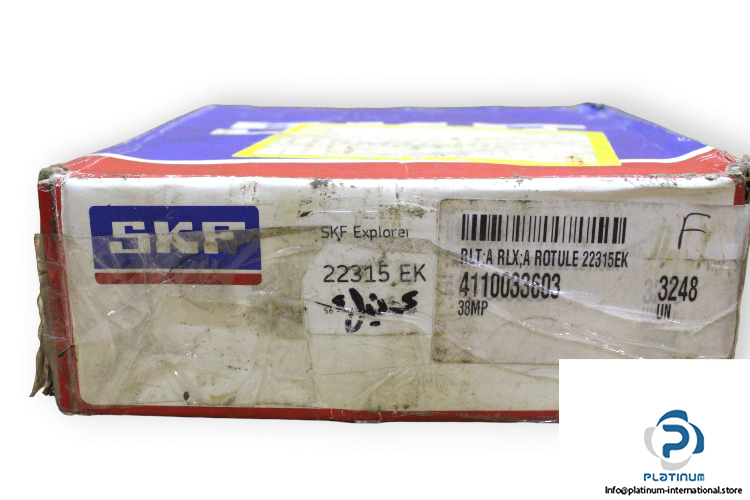 SKF
SKF Explorer
22315 EK
RLT;A RLX;A ROTULE 22315EK
4110033603
3248
38MP
UN
F
PLATINUM
Info@platinum-international.store